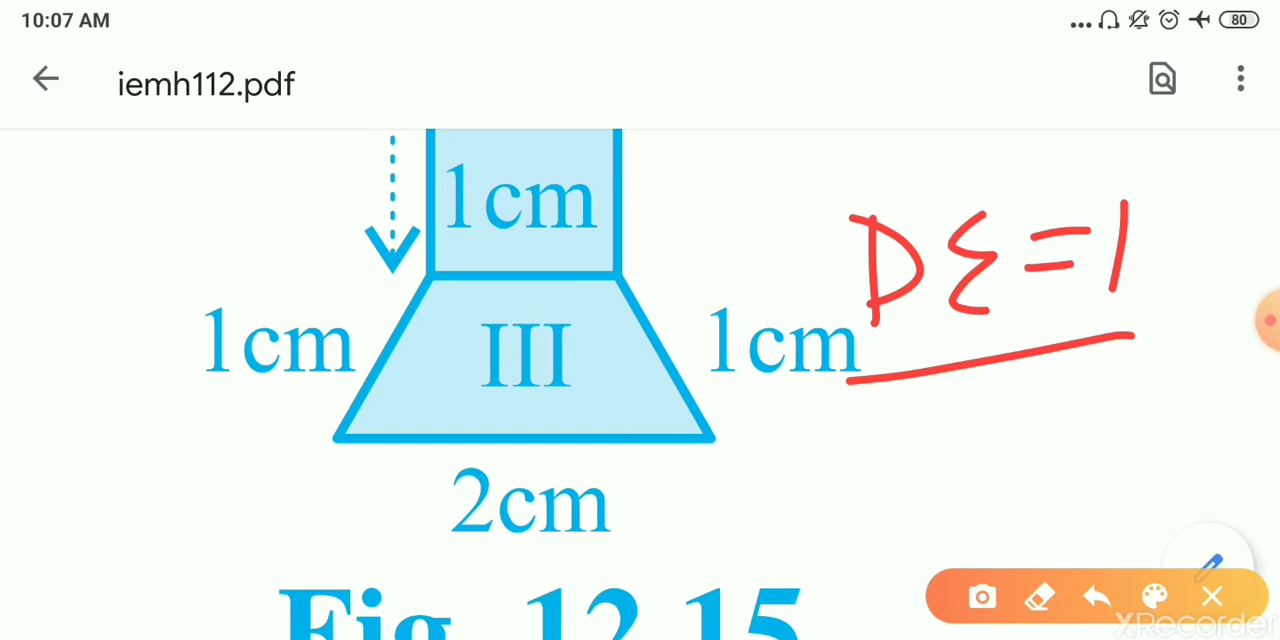 10:07 AM
80
iemh112.pdf
1cm
DE=1
1cm III 1cm
2cm
Fig. 12.15
XRecorder